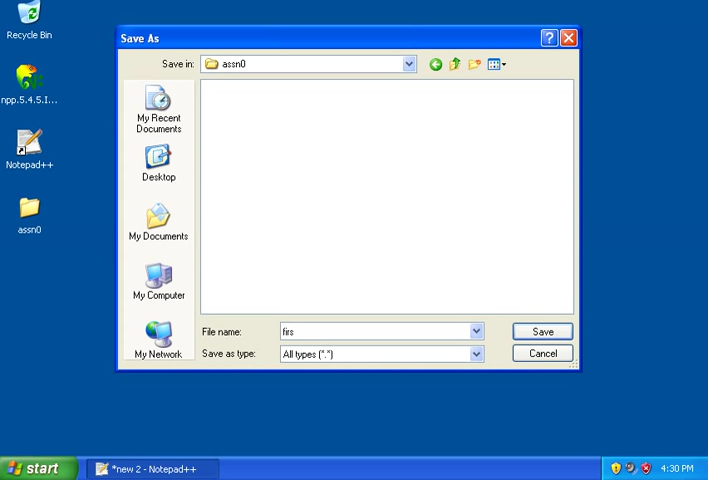 Recycle Bin
npp.5.4.5.I...
Notepad++
assn0
Save As
Save in:
assn0
My Recent
Documents
Desktop
My Documents
My Computer
My Network
File name:
firs
Save
Save as type:
All types (*.*)
Cancel
start
*new 2 - Notepad++
4:30 PM